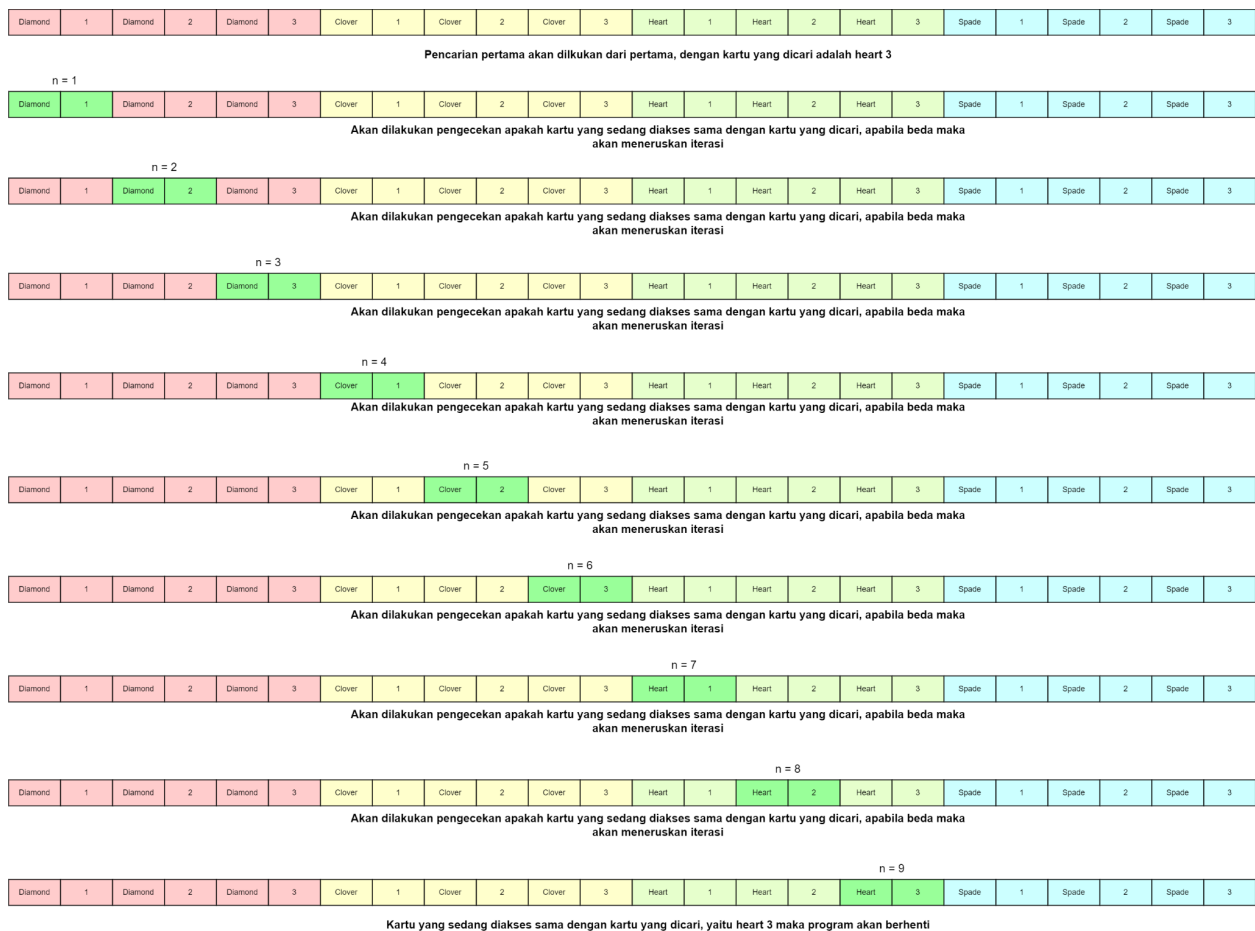 Diamond 1 Diamond 2 Diamond 3 Clover 1 Clover 2 Clover 3 Heart 1 Heart 2 Heart 3 Spade 1 Spade 2 Spade 3
Pencarian pertama akan dilkukan dari pertama, dengan kartu yang dicari adalah heart 3
n = 1
Diamond 1 Diamond 2 Diamond 3 Clover 1 Clover 2 Clover 3 Heart 1 Heart 2 Heart 3 Spade 1 Spade 2 Spade 3
Akan dilakukan pengecekan apakah kartu yang sedang diakses sama dengan kartu yang dicari, apabila beda maka
akan meneruskan iterasi
n = 2
Diamond 1 Diamond 2 Diamond 3 Clover 1 Clover 2 Clover 3 Heart 1 Heart 2 Heart 3 Spade 1 Spade 2 Spade 3
Akan dilakukan pengecekan apakah kartu yang sedang diakses sama dengan kartu yang dicari, apabila beda maka
akan meneruskan iterasi
n = 3
Diamond 1 Diamond 2 Diamond 3 Clover 1 Clover 2 Clover 3 Heart 1 Heart 2 Heart 3 Spade 1 Spade 2 Spade 3
Akan dilakukan pengecekan apakah kartu yang sedang diakses sama dengan kartu yang dicari, apabila beda maka
akan meneruskan iterasi
n = 4
Diamond 1 Diamond 2 Diamond 3 Clover 1 Clover 2 Clover 3 Heart 1 Heart 2 Heart 3 Spade 1 Spade 2 Spade 3
Akan dilakukan pengecekan apakah kartu yang sedang diakses sama dengan kartu yang dicari, apabila beda maka
akan meneruskan iterasi
n = 5
Diamond 1 Diamond 2 Diamond 3 Clover 1 Clover 2 Clover 3 Heart 1 Heart 2 Heart 3 Spade 1 Spade 2 Spade 3
Akan dilakukan pengecekan apakah kartu yang sedang diakses sama dengan kartu yang dicari, apabila beda maka
akan meneruskan iterasi
n = 6
Diamond 1 Diamond 2 Diamond 3 Clover 1 Clover 2 Clover 3 Heart 1 Heart 2 Heart 3 Spade 1 Spade 2 Spade 3
Akan dilakukan pengecekan apakah kartu yang sedang diakses sama dengan kartu yang dicari, apabila beda maka
akan meneruskan iterasi
n = 7
Diamond 1 Diamond 2 Diamond 3 Clover 1 Clover 2 Clover 3 Heart 1 Heart 2 Heart 3 Spade 1 Spade 2 Spade 3
Akan dilakukan pengecekan apakah kartu yang sedang diakses sama dengan kartu yang dicari, apabila beda maka
akan meneruskan iterasi
n = 8
Diamond 1 Diamond 2 Diamond 3 Clover 1 Clover 2 Clover 3 Heart 1 Heart 2 Heart 3 Spade 1 Spade 2 Spade 3
Akan dilakukan pengecekan apakah kartu yang sedang diakses sama dengan kartu yang dicari, apabila beda maka
akan meneruskan iterasi
n = 9
Diamond 1 Diamond 2 Diamond 3 Clover 1 Clover 2 Clover 3 Heart 1 Heart 2 Heart 3 Spade 1 Spade 2 Spade 3
Kartu yang sedang diakses sama dengan kartu yang dicari, yaitu heart 3 maka program akan berhenti